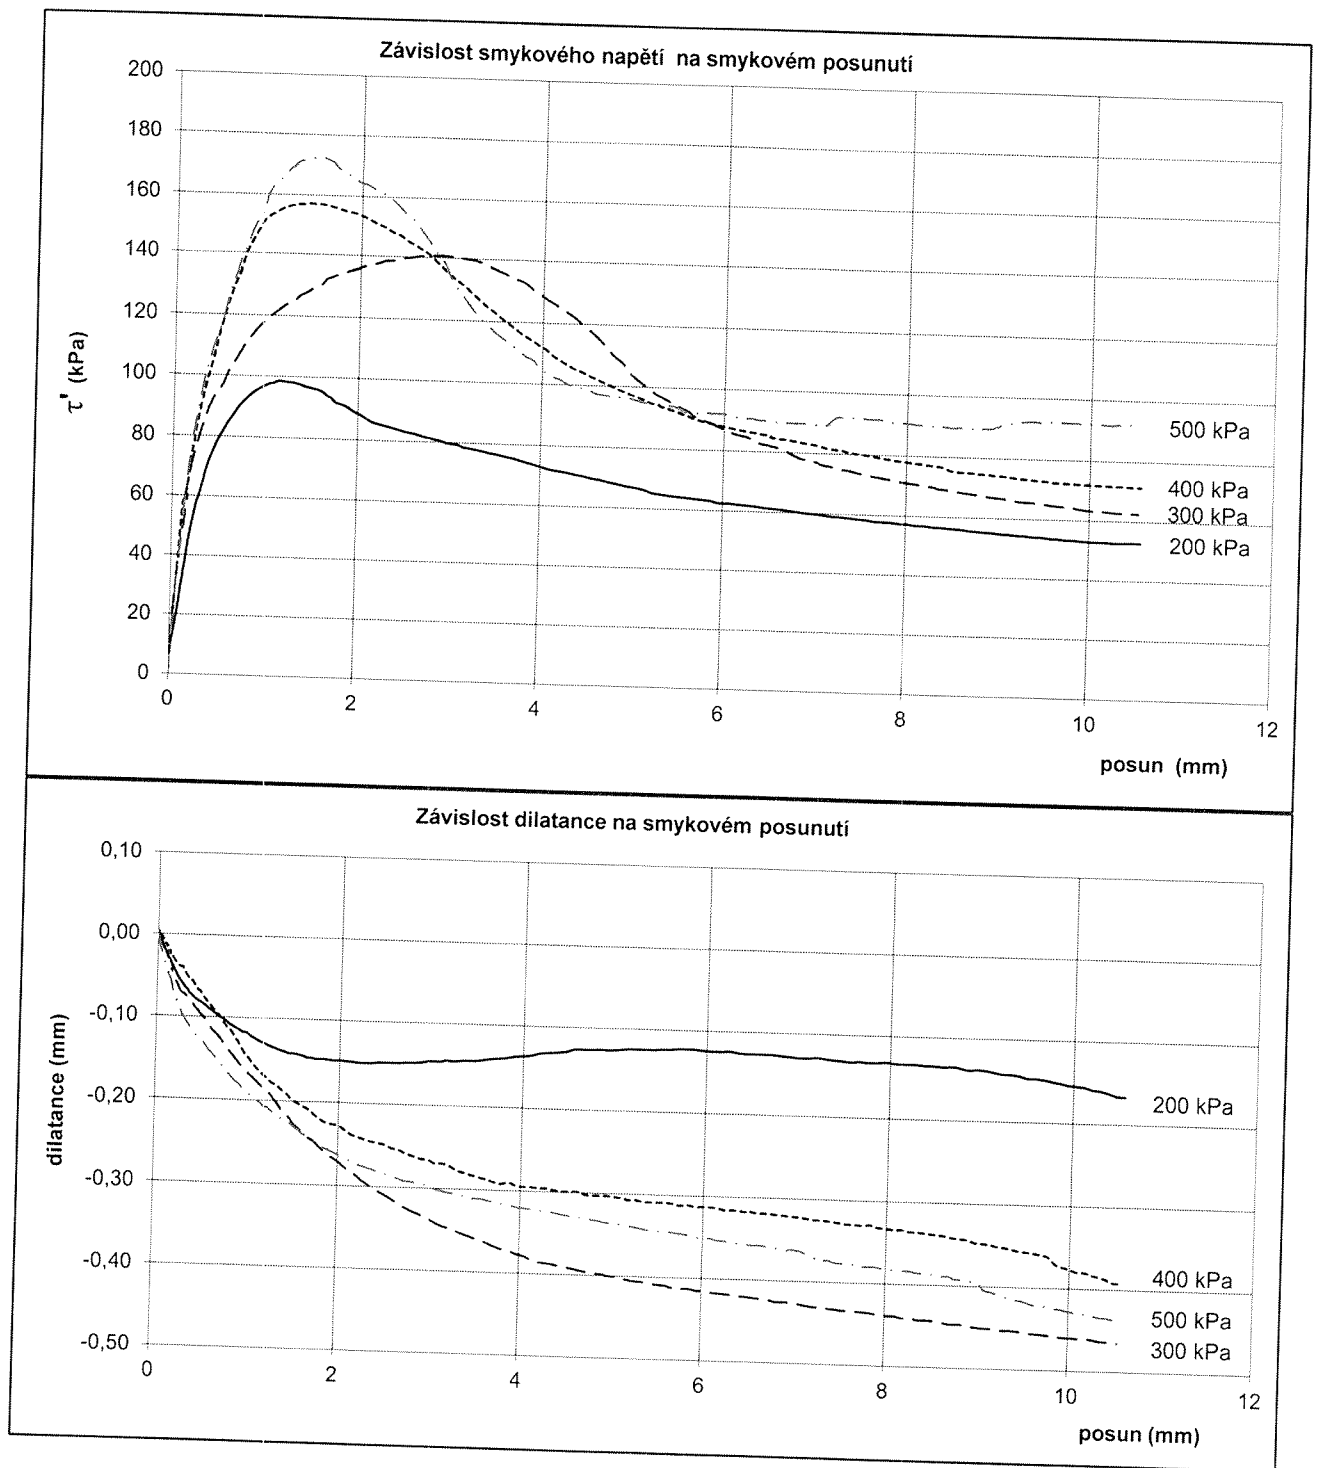 Závislost smykového napětí na smykovém posunutí
200
180
160
140
120
100
80
60
40
20
0
τ' (kPa)
500 kPa
400 kPa
300 kPa
200 kPa
0
2
4
6
8
10
12
posun (mm)
Závislost dilatance na smykovém posunutí
0,10
0,00
-0,10
-0,20
-0,30
-0,40
-0,50
dilatance (mm)
200 kPa
400 kPa
500 kPa
300 kPa
0
2
4
6
8
10
12
posun (mm)